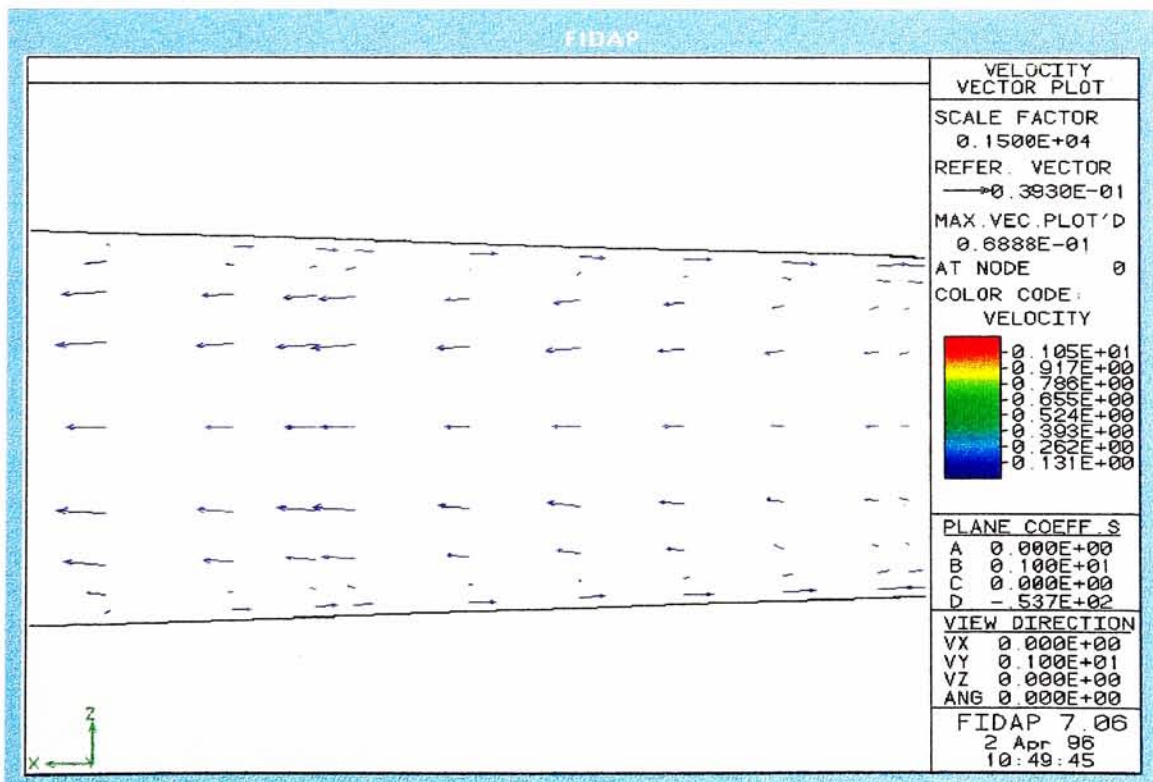 FIDAP
VELOCITY
VECTOR PLOT
SCALE FACTOR
0.1500E+04
REFER. VECTOR
0.3930E-01
MAX.VEC.PLOT'D
0.6888E-01
AT NODE 0
COLOR CODE:
VELOCITY
0.105E+01
0.917E+00
0.786E+00
0.655E+00
0.524E+00
0.393E+00
0.262E+00
0.131E+00
PLANE COEFF.S
A 0.000E+00
B 0.100E+01
C 0.000E+00
D -.537E+02
VIEW DIRECTION
VX 0.000E+00
VY 0.100E+01
VZ 0.000E+00
ANG 0.000E+00
FIDAP 7.06
2 Apr 96
10:49:45
Z
X